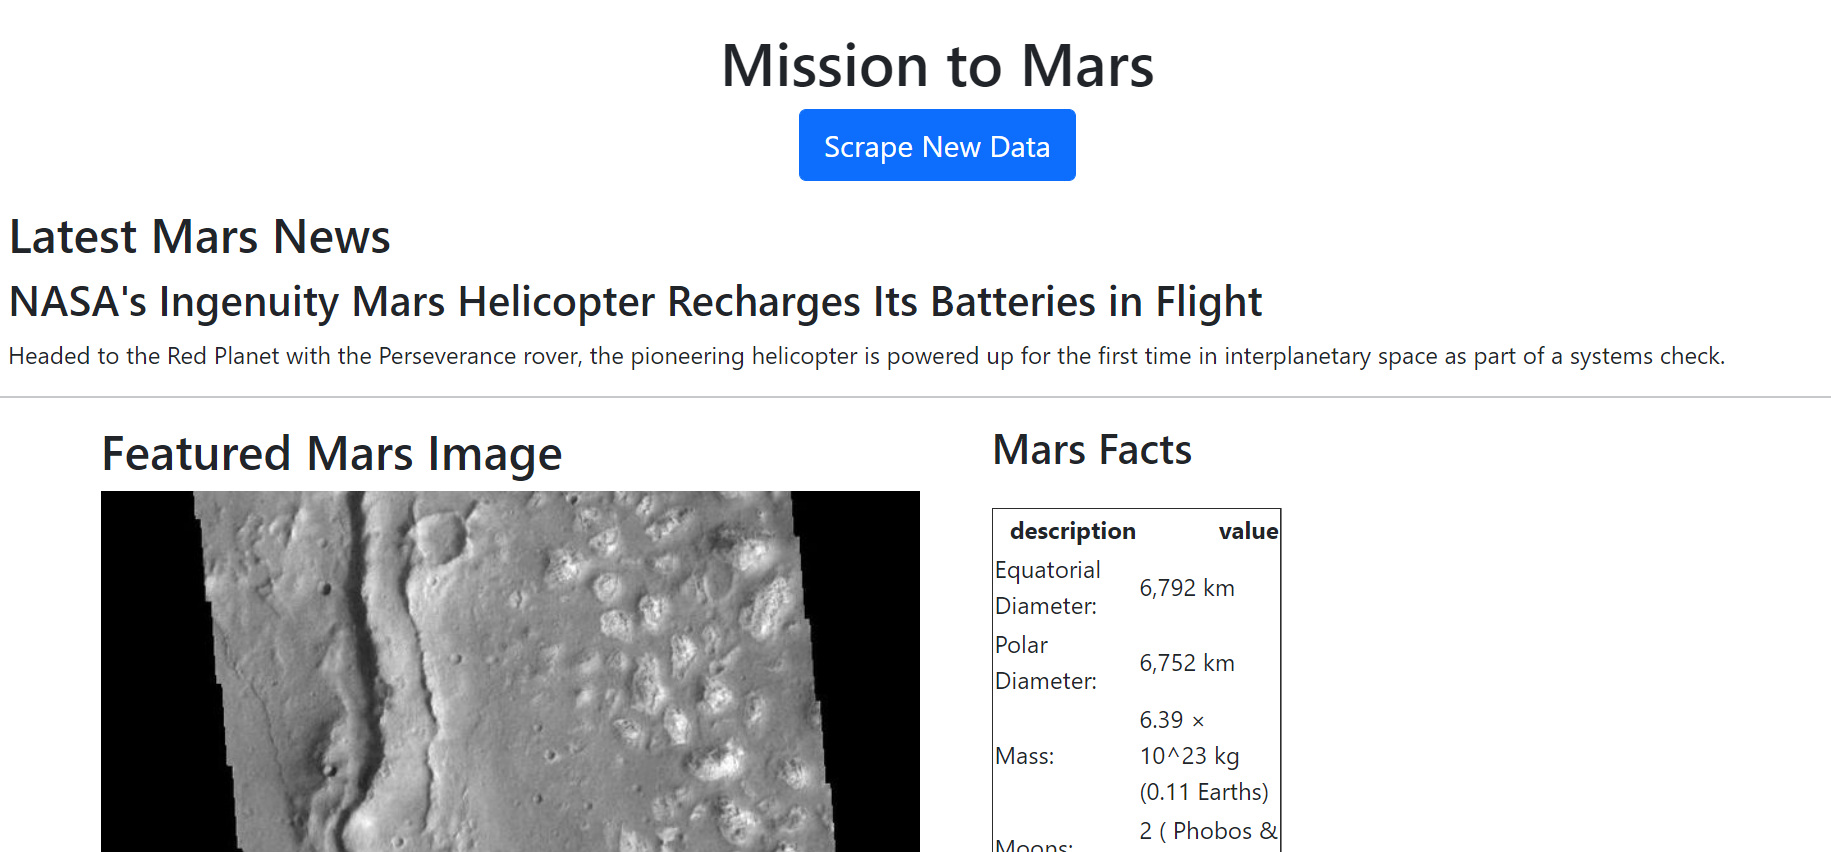 Mission to Mars
Scrape New Data
Latest Mars News
NASA's Ingenuity Mars Helicopter Recharges Its Batteries in Flight
Headed to the Red Planet with the Perseverance rover, the pioneering helicopter is powered up for the first time in interplanetary space as part of a systems check.
Featured Mars Image
Mars Facts
description value
Equatorial
Diameter:
6,792 km
Polar
Diameter:
6,752 km
Mass:
6.39 ×
10^23 kg
(0.11 Earths)
Moons:
2 ( Phobos &